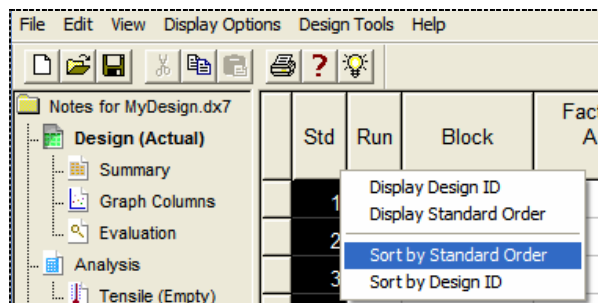 File Edit View Display Options Design Tools Help
?
Notes for MyDesign.dx7
Design (Actual)
Summary
Graph Columns
Evaluation
Analysis
Tensile (Empty)
Std Run Block Fac
A
1
2
3
Display Design ID
Display Standard Order
Sort by Standard Order
Sort by Design ID